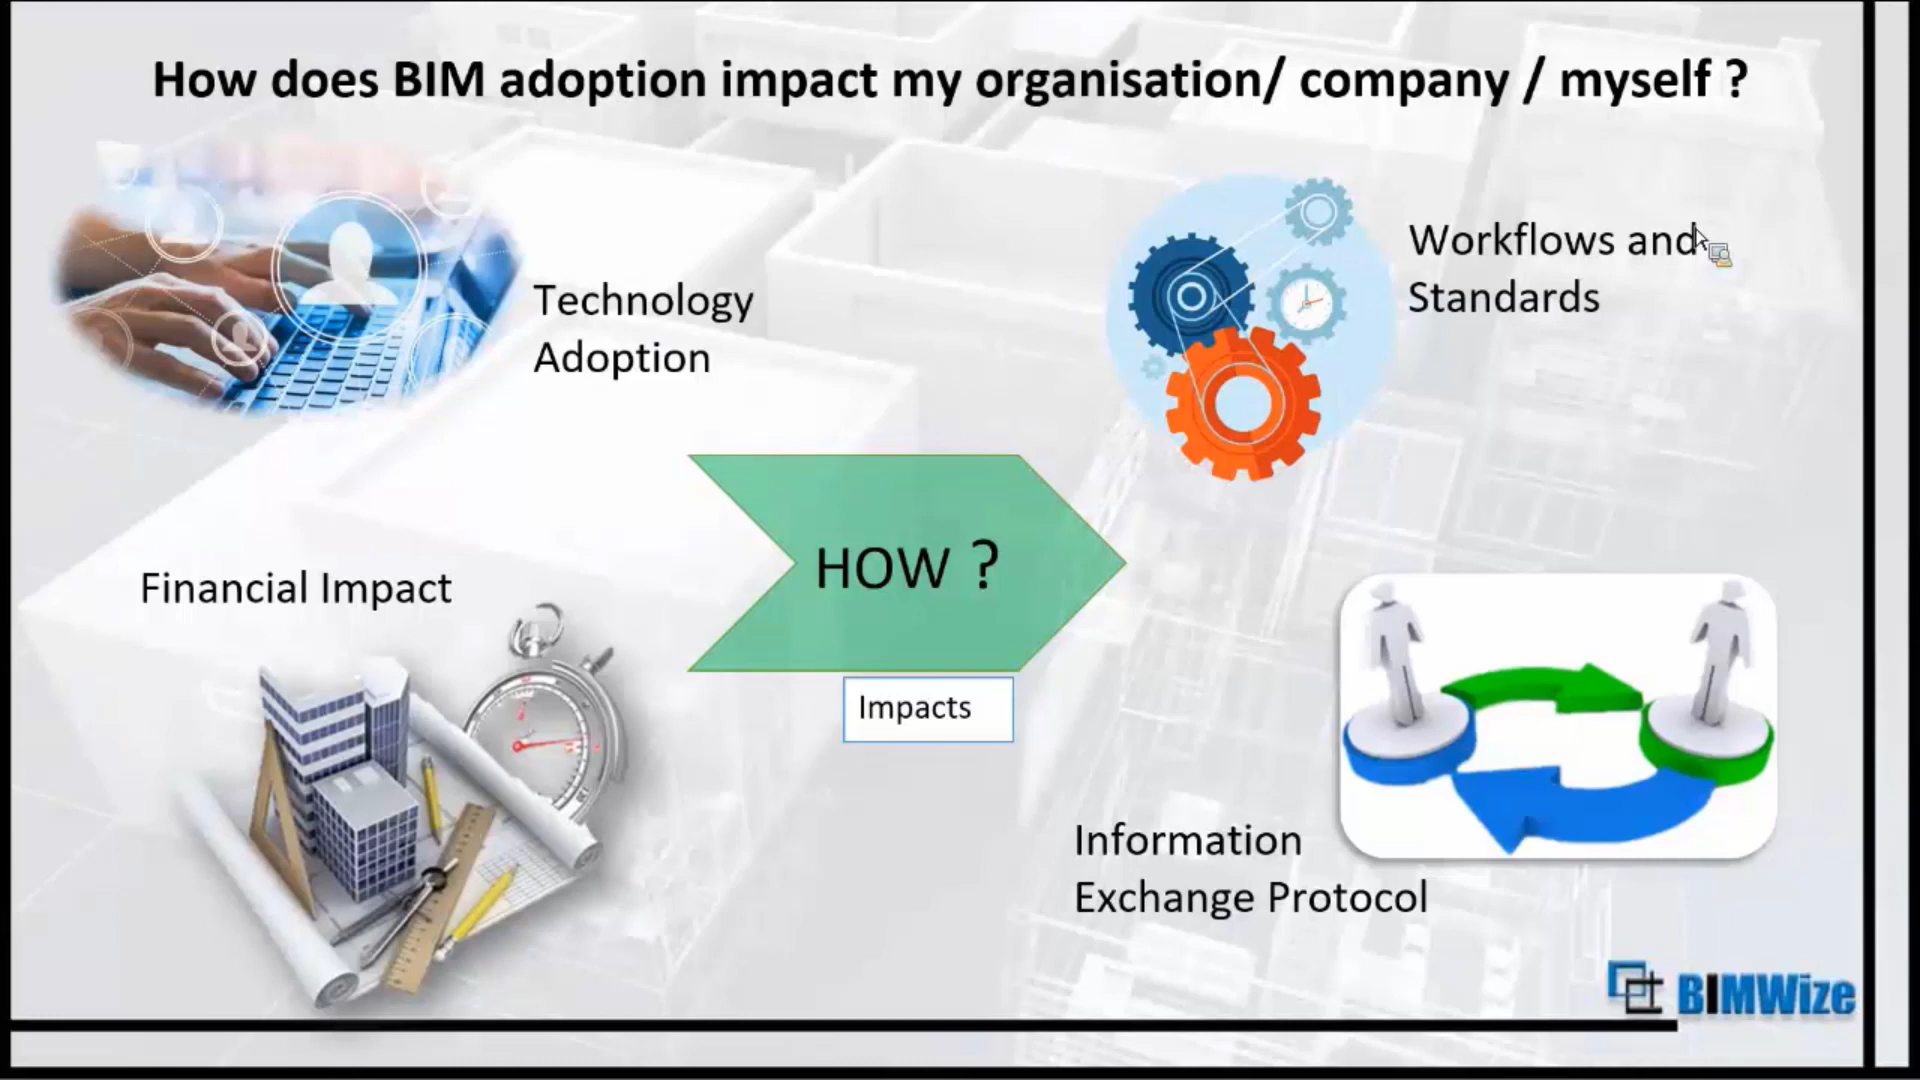 How does BIM adoption impact my organisation/ company / myself ?
Technology
Adoption
Workflows and
Standards
HOW ?
Impacts
Financial Impact
Information
Exchange Protocol
BIMWize